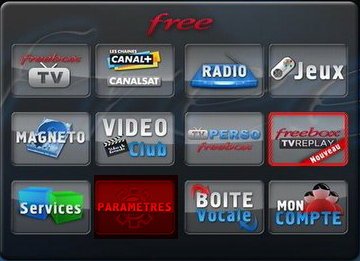 free
freebox
TV
LES CHAINES
CANAL+
CANALSAT
RADIO
Jeux
MAGNETO
VIDEO
Club
TV PERSO
freebox
freebox
TVREPLAY
Nouveau
Services
PARAMETRES
BOITE
Vocale
MON
COMPTE